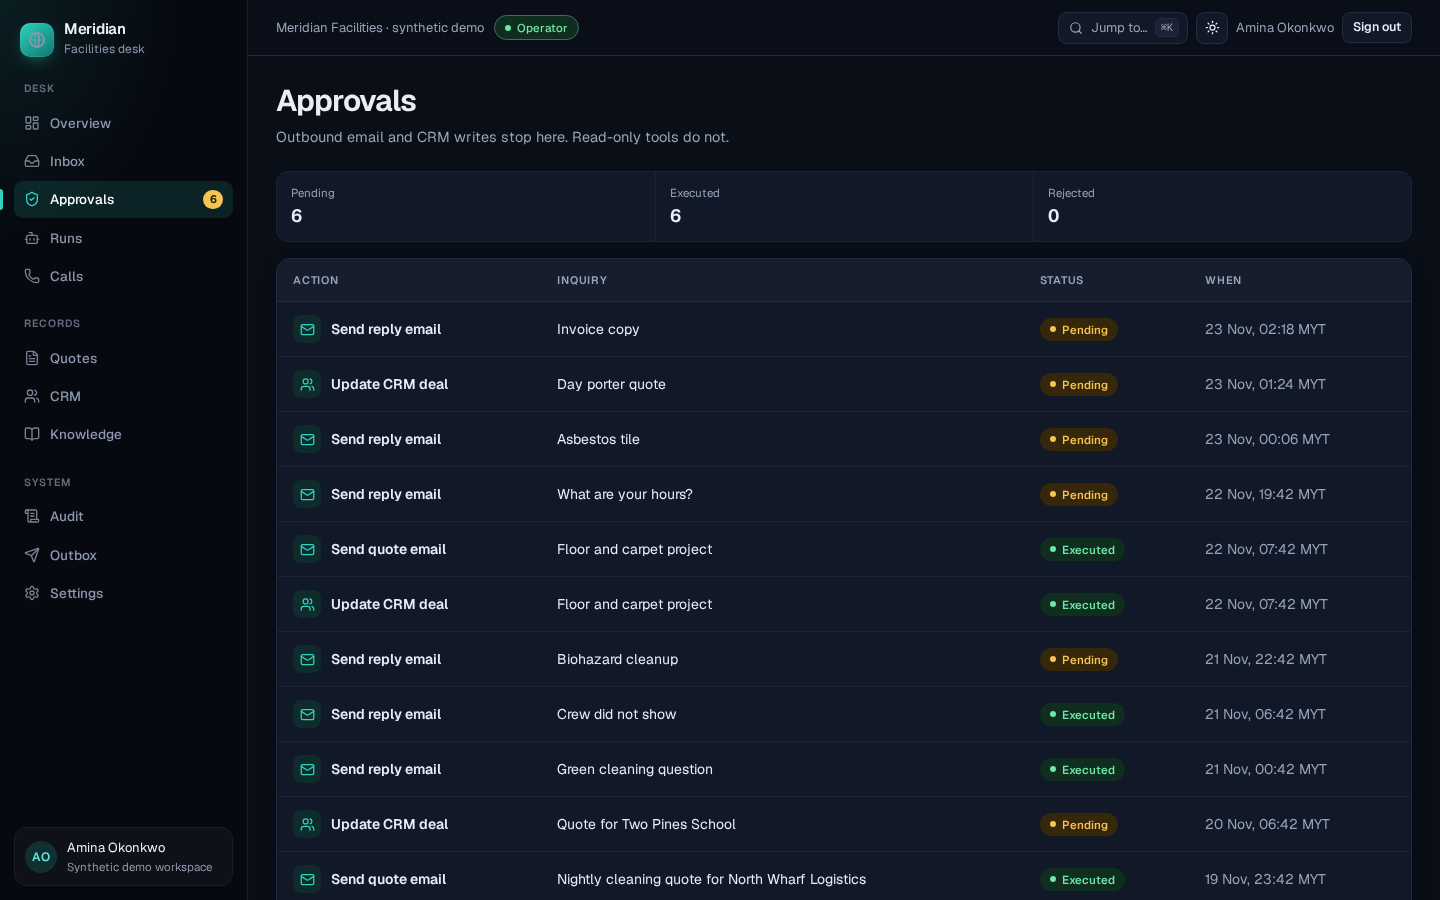 Meridian
Facilities desk
DESK
Overview
Inbox
Approvals 6
Runs
Calls
RECORDS
Quotes
CRM
Knowledge
SYSTEM
Audit
Outbox
Settings
AO
Amina Okonkwo
Synthetic demo workspace
Meridian Facilities · synthetic demo Operator Jump to... ⌘K Amina Okonkwo Sign out
Approvals
Outbound email and CRM writes stop here. Read-only tools do not.
Pending Executed Rejected
6 6 0
ACTION INQUIRY STATUS WHEN
Send reply email Invoice copy Pending 23 Nov, 02:18 MYT
Update CRM deal Day porter quote Pending 23 Nov, 01:24 MYT
Send reply email Asbestos tile Pending 23 Nov, 00:06 MYT
Send reply email What are your hours? Pending 22 Nov, 19:42 MYT
Send quote email Floor and carpet project Executed 22 Nov, 07:42 MYT
Update CRM deal Floor and carpet project Executed 22 Nov, 07:42 MYT
Send reply email Biohazard cleanup Pending 21 Nov, 22:42 MYT
Send reply email Crew did not show Executed 21 Nov, 06:42 MYT
Send reply email Green cleaning question Executed 21 Nov, 00:42 MYT
Update CRM deal Quote for Two Pines School Pending 20 Nov, 06:42 MYT
Send quote email Nightly cleaning quote for North Wharf Logistics Executed 19 Nov, 23:42 MYT